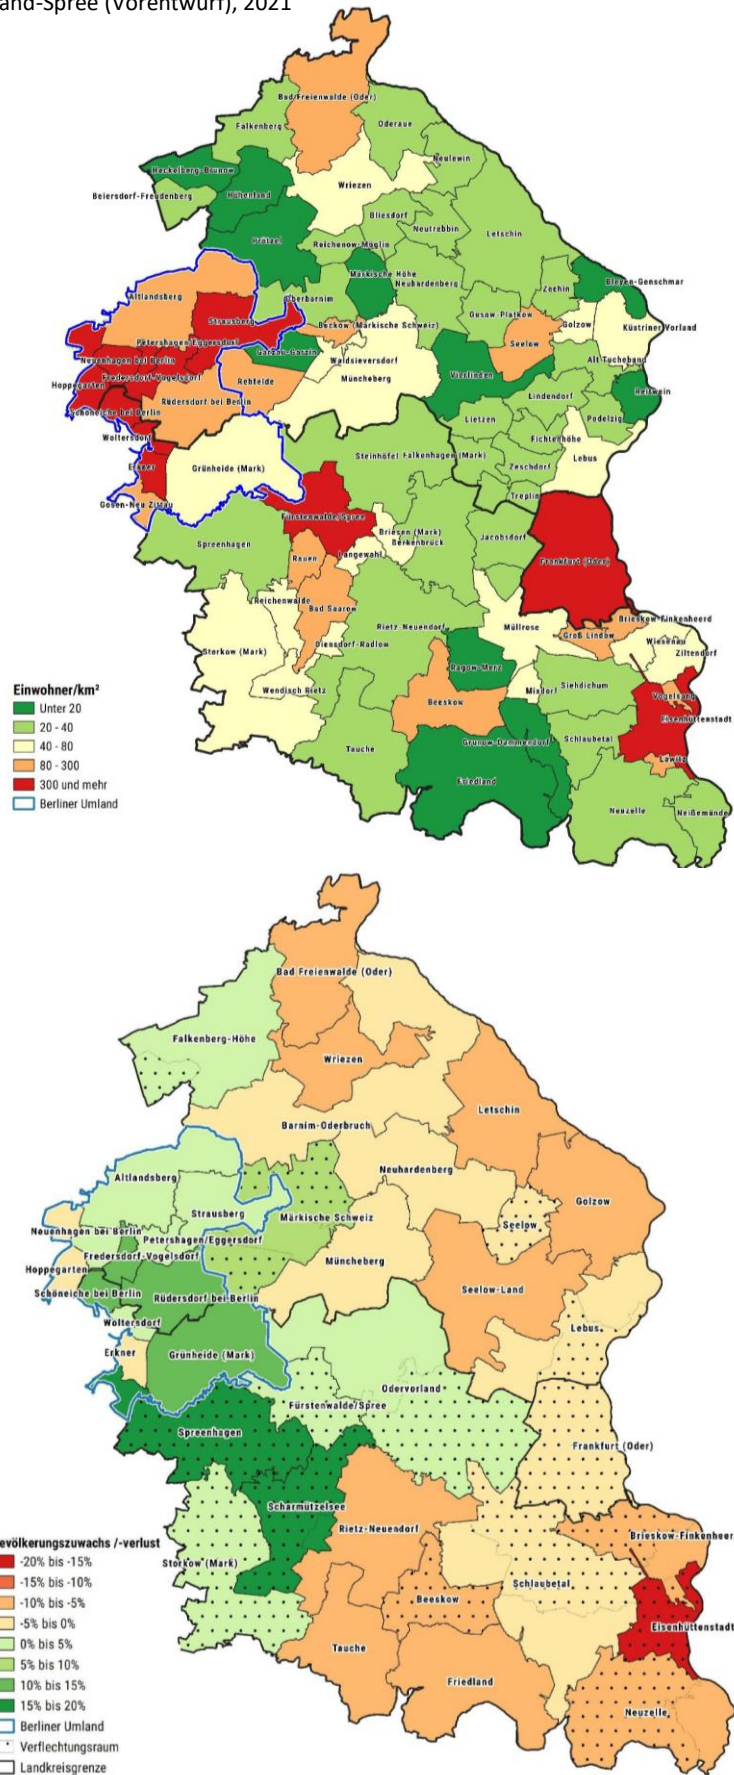 and-Spree (Vorentwurf), 2021
Bad Freienwalde (Oder)
Falkenberg
Oderaue
Neulewin
Heckelberg-Brunow
Höhenland
Wriezen
Beiersdorf-Freudenberg
Bliesdorf
Neutrebbin
Letschin
Prötzel
Reichenow-Möglin
Märkische Höhe
Neuhardenberg
Bleyen-Genschmar
Zechin
Altlandsberg
Oberbarnim
Gusow-Platkow
Strausberg
Buckow (Märkische Schweiz)
Golzow
Küstriner Vorland
Seelow
Petershagen/Eggersdorf
Garzau-Garzin
Neuenhagen bei Berlin
Waldsieversdorf
Alt Tucheband
Fredersdorf-Vogelsdorf
Rehfelde
Müncheberg
Vierlinden
Hoppegarten
Reitwein
Lindendorf
Rüdersdorf bei Berlin
Schöneiche bei Berlin
Lietzen
Podelzig
Woltersdorf
Fichtenhöhe
Steinhöfel
Falkenhagen (Mark)
Lebus
Erkner
Grünheide (Mark)
Zeschdorf
Treplin
Gosen-Neu Zittau
Fürstenwalde/Spree
Briesen (Mark)
Jacobsdorf
Berkenbrück
Spreenhagen
Langewahl
Rauen
Frankfurt (Oder)
Reichenwalde
Bad Saarow
Rietz-Neuendorf
Müllrose
Brieskow-Finkenheerd
Groß Lindow
Wiesenau
Storkow (Mark)
Diensdorf-Radlow
Ziltendorf
Ragow-Merz
Wendisch Rietz
Mixdorf
Siehdichum
Vogelsang
Beeskow
Eisenhüttenstadt
Schlaubetal
Grunow-Dammendorf
Tauche
Lawitz
Friedland
Neuzelle
Neißemünde
Einwohner/km²
Unter 20
20 - 40
40 - 80
80 - 300
300 und mehr
Berliner Umland
Bad Freienwalde (Oder)
Falkenberg-Höhe
Wriezen
Letschin
Barnim-Oderbruch
Neuhardenberg
Altlandsberg
Golzow
Strausberg
Märkische Schweiz
Seelow
Neuenhagen bei Berlin
Petershagen/Eggersdorf
Fredersdorf-Vogelsdorf
Müncheberg
Hoppegarten
Seelow-Land
Schöneiche bei Berlin
Rüdersdorf bei Berlin
Woltersdorf
Lebus
Erkner
Grünheide (Mark)
Odervorland
Fürstenwalde/Spree
Spreenhagen
Frankfurt (Oder)
Scharmützelsee
Rietz-Neuendorf
Brieskow-Finkenheer
Storkow (Mark)
Schlaubetal
Beeskow
Eisenhüttenstadt
Tauche
Friedland
Neuzelle
evölkerungszuwachs /-verlust
-20% bis -15%
-15% bis -10%
-10% bis -5%
-5% bis 0%
0% bis 5%
5% bis 10%
10% bis 15%
15% bis 20%
Berliner Umland
Verflechtungsraum
Landkreisgrenze